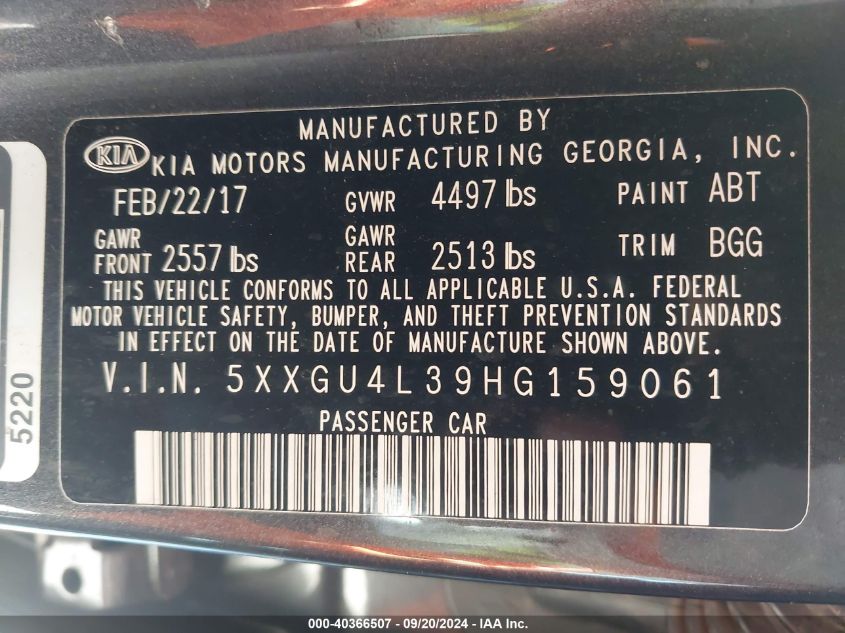 MANUFACTURED BY
KIA KIA MOTORS MANUFACTURING GEORGIA, INC.
FEB/22/17 GVWR 4497 lbs PAINT ABT
GAWR FRONT 2557 lbs GAWR REAR 2513 lbs TRIM BGG
THIS VEHICLE CONFORMS TO ALL APPLICABLE U.S.A. FEDERAL
MOTOR VEHICLE SAFETY, BUMPER, AND THEFT PREVENTION STANDARDS
IN EFFECT ON THE DATE OF MANUFACTURE SHOWN ABOVE.
V.I.N. 5XXGU4L39HG159061
PASSENGER CAR
5220
000-40366507 - 09/20/2024 - IAA Inc.